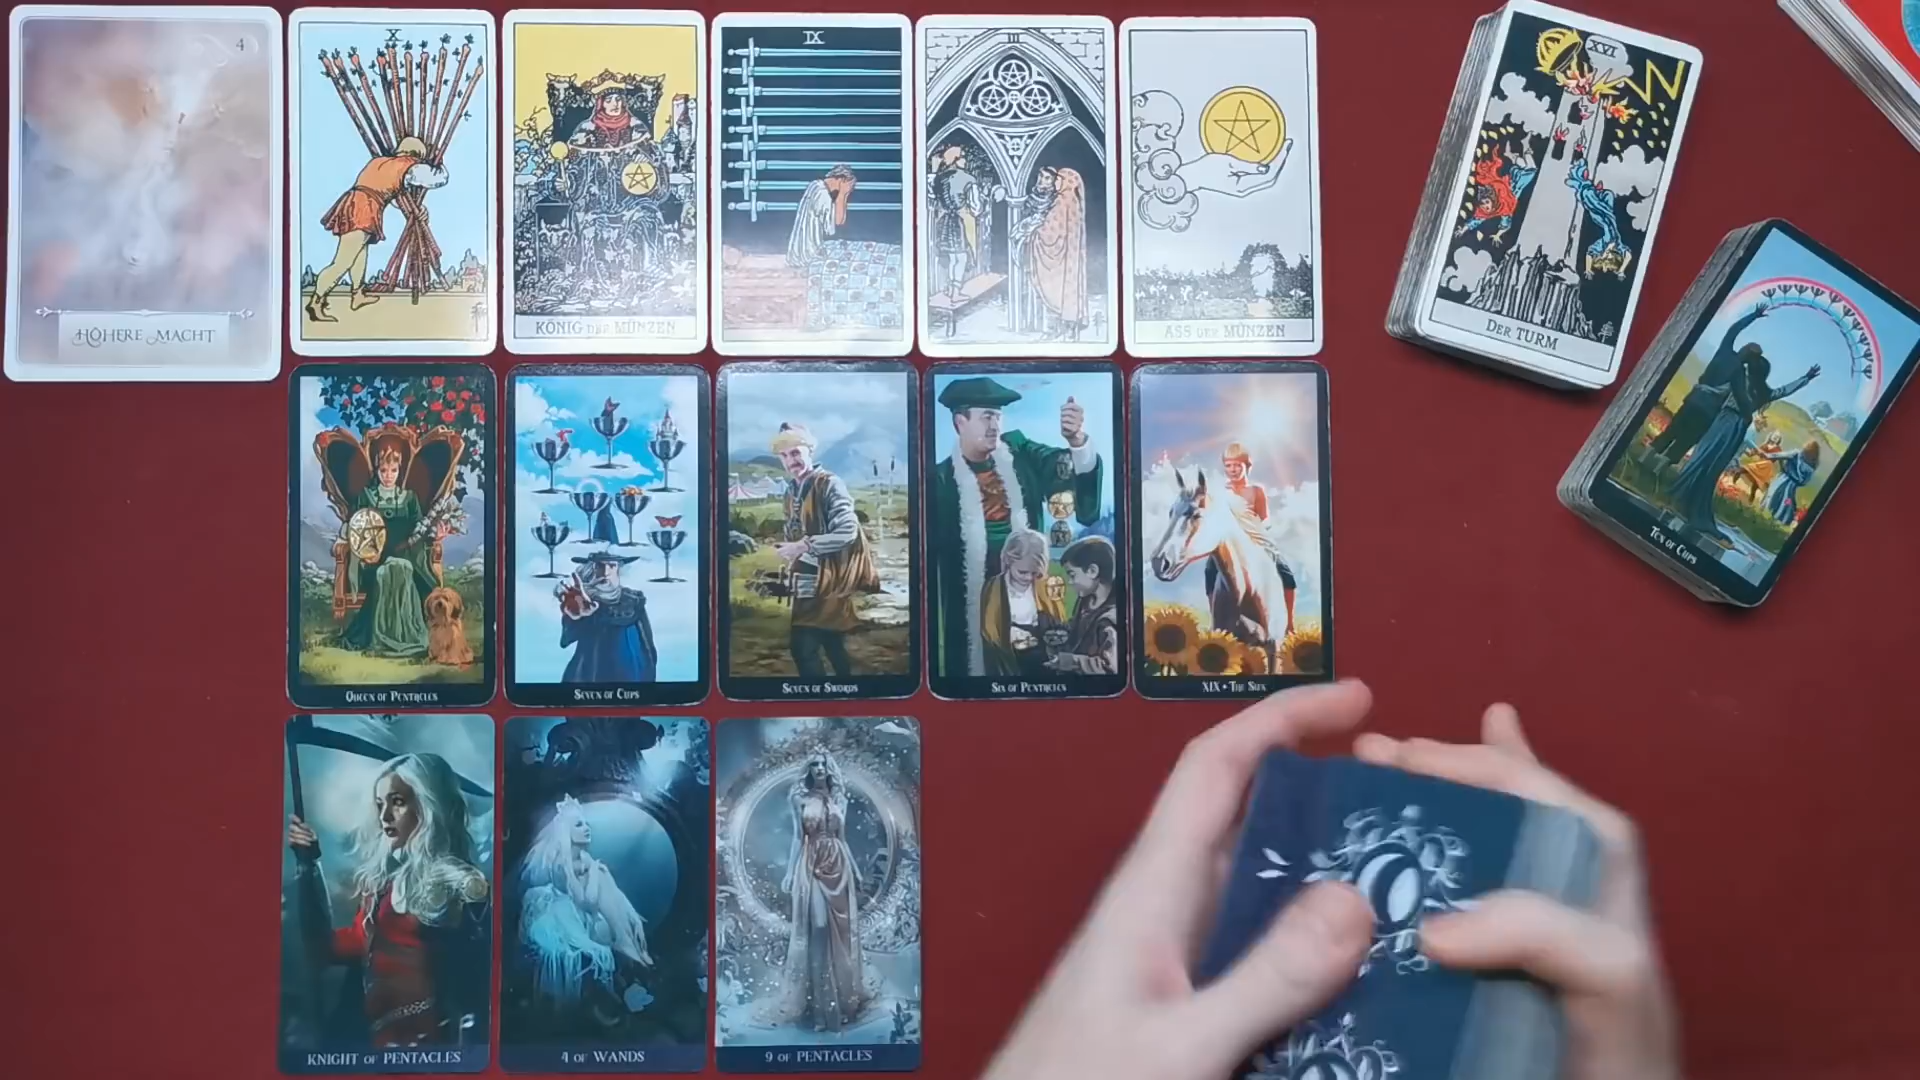 4
HÖHERE MACHT
X
KÖNIG DER MÜNZEN
IX
III
ASS DER MÜNZEN
XVI
DER TURM
Ten of Cups
Queen of Pentacles
Seven of Cups
Seven of Swords
Six of Pentacles
XIX • The Sun
KNIGHT OF PENTACLES
4 OF WANDS
9 OF PENTACLES